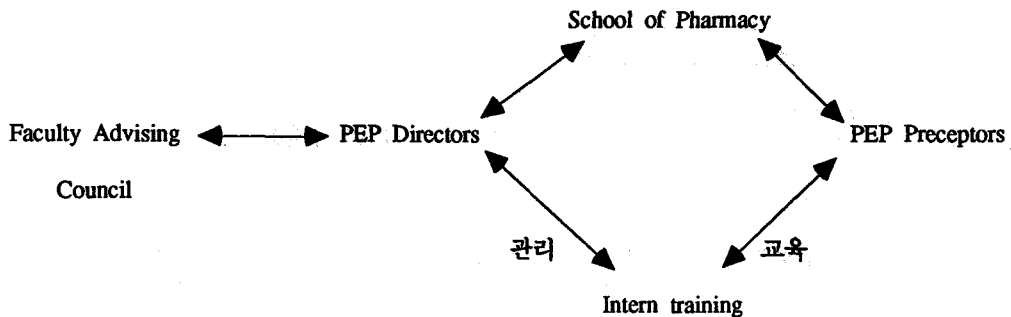 School of Pharmacy
Faculty Advising
Council
PEP Directors
PEP Preceptors
관리
교육
Intern training